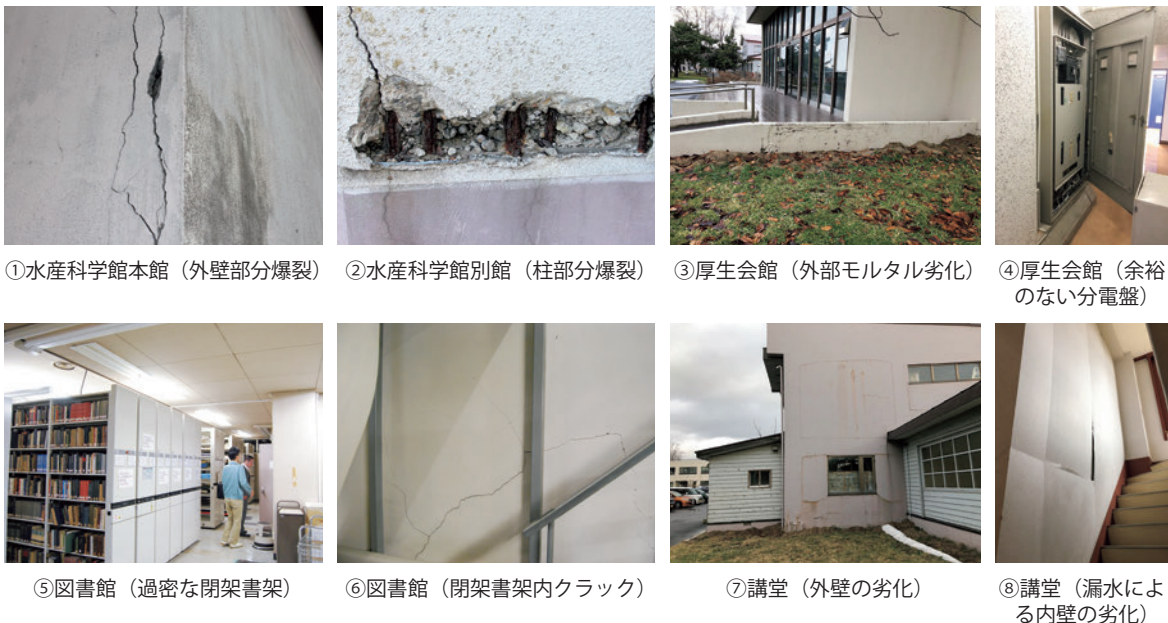 ①水産科学館本館（外壁部分爆裂）
②水産科学館別館（柱部分爆裂）
③厚生会館（外部モルタル劣化）
④厚生会館（余裕
のない分電盤）
⑤図書館（過密な閉架書架）
⑥図書館（閉架書架内クラック）
⑦講堂（外壁の劣化）
⑧講堂（漏水によ
る内壁の劣化）